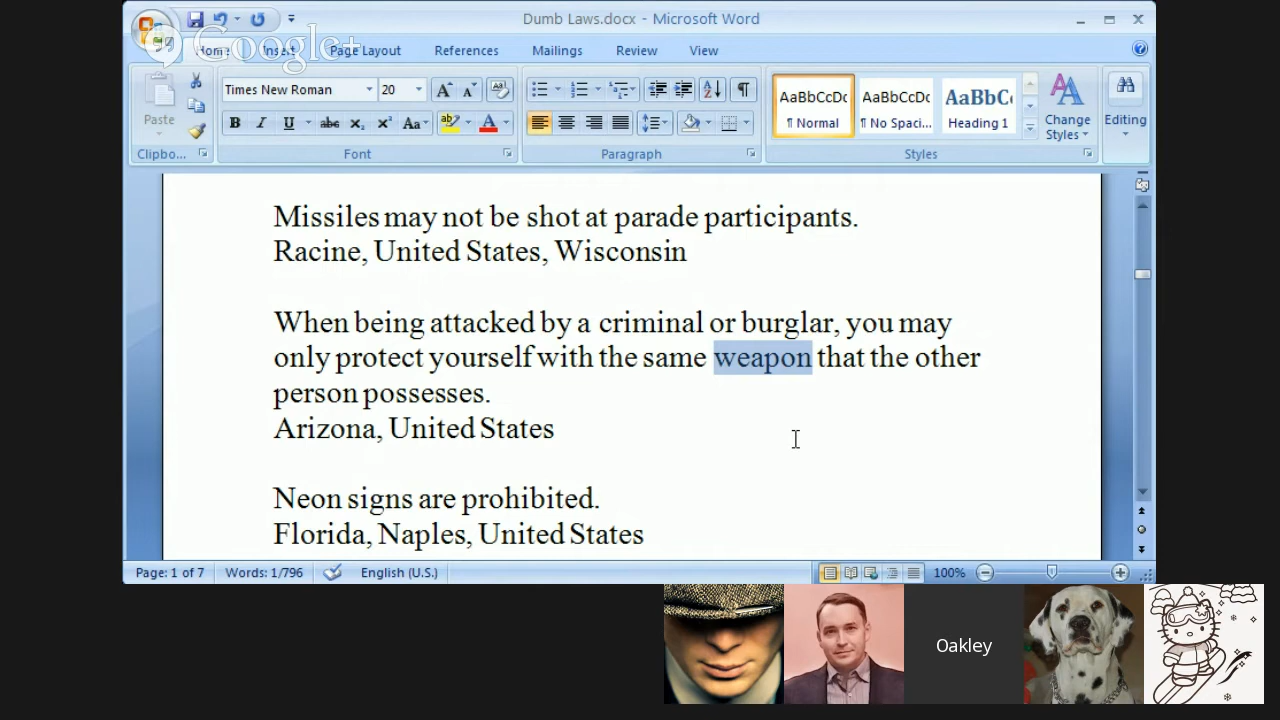 Dumb Laws.docx - Microsoft Word
Google+
Home Insert Page Layout References Mailings Review View
Paste
Times New Roman 20
AaBbCcDc AaBbCcDc AaBbC
¶ Normal ¶ No Spaci... Heading 1
Change Styles
Editing
Clipbo... Font Paragraph Styles
Missiles may not be shot at parade participants.
Racine, United States, Wisconsin
When being attacked by a criminal or burglar, you may
only protect yourself with the same weapon that the other
person possesses.
Arizona, United States
Neon signs are prohibited.
Florida, Naples, United States
Page: 1 of 7 Words: 1/796 English (U.S.) 100%
Oakley